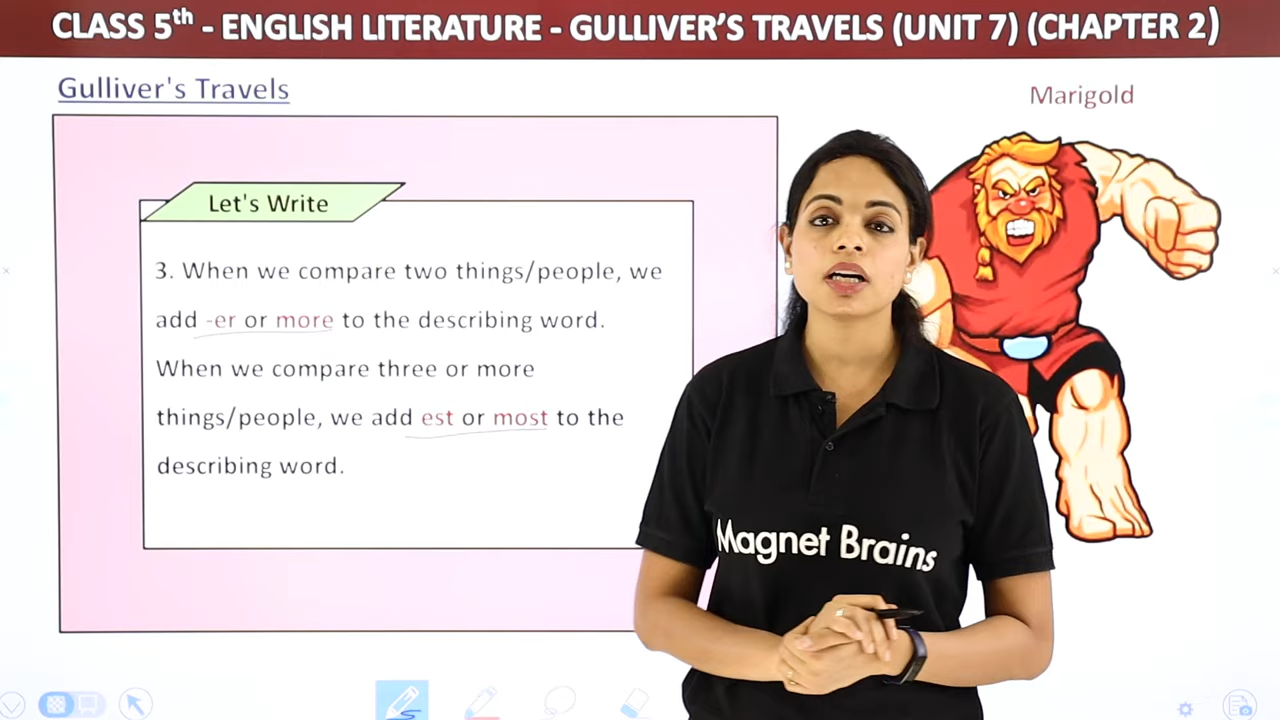 CLASS 5th - ENGLISH LITERATURE - GULLIVER'S TRAVELS (UNIT 7) (CHAPTER 2)
Gulliver's Travels
Marigold
Let's Write
3. When we compare two things/people, we
add -er or more to the describing word.
When we compare three or more
things/people, we add est or most to the
describing word.
Magnet Brains